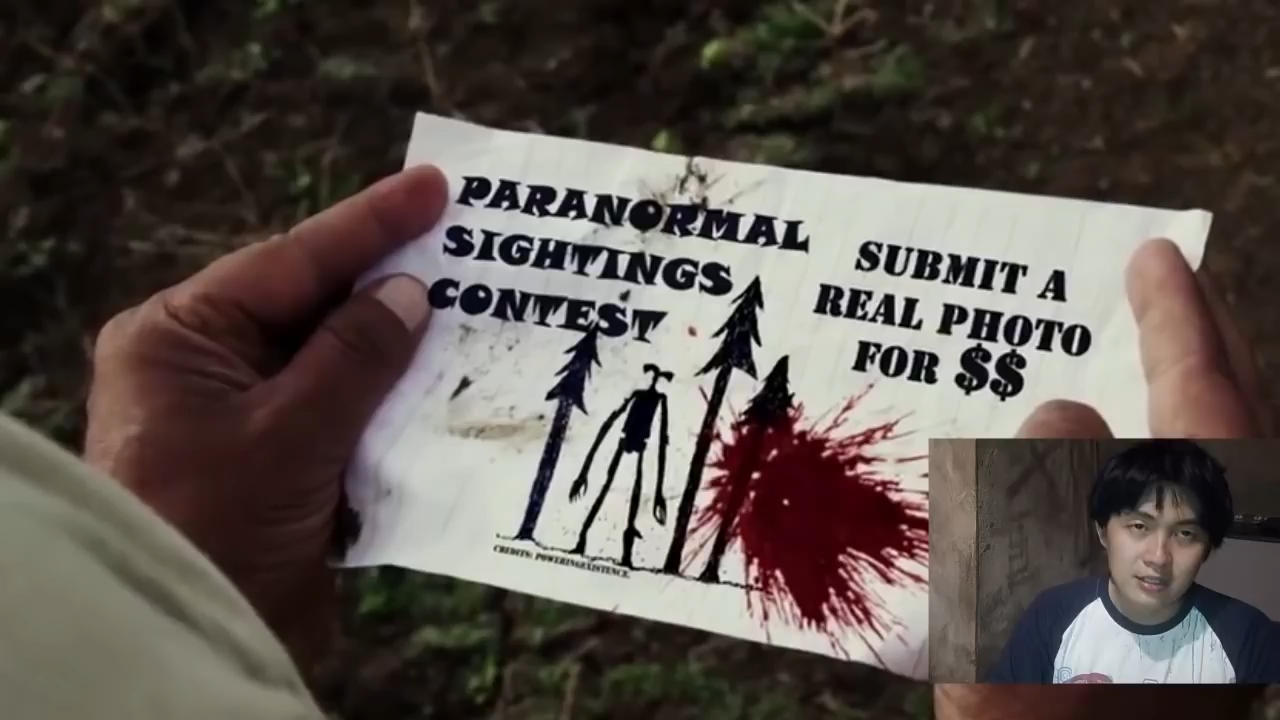 PARANORMAL
SIGHTINGS
CONTEST
SUBMIT A
REAL PHOTO
FOR $$
CREDITS: POWERINGEXISTENCE.